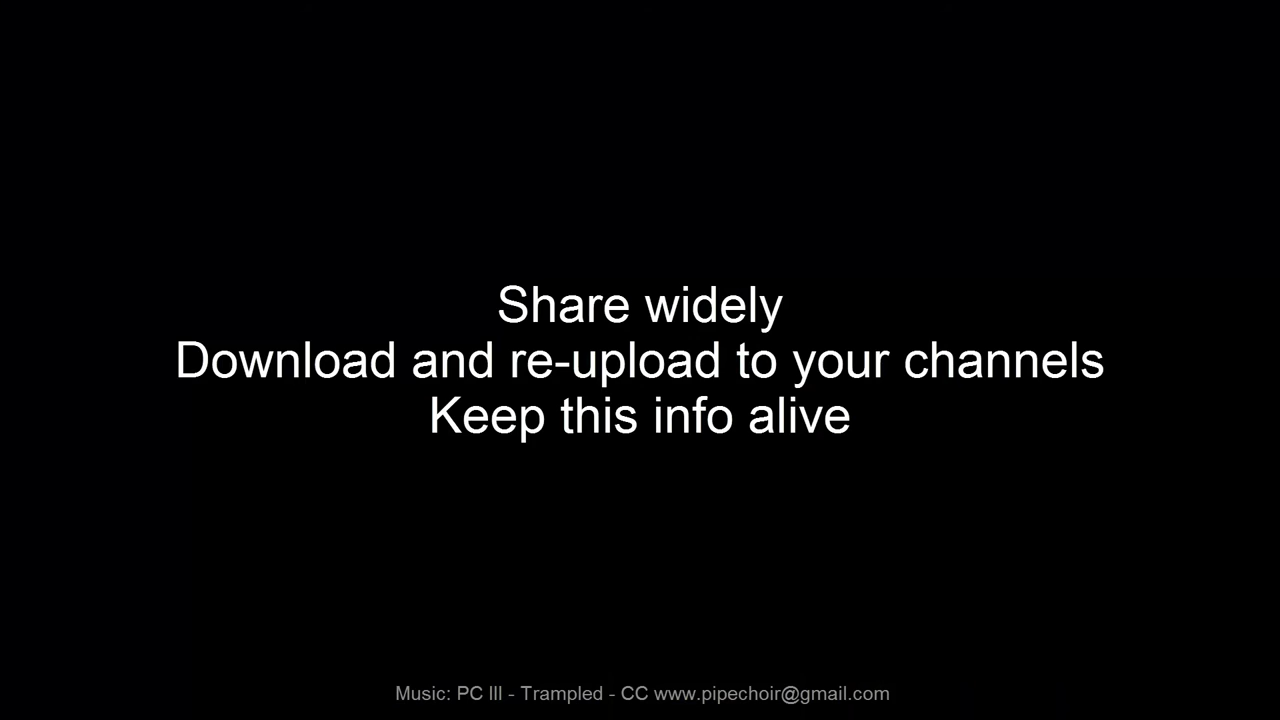 Share widely
Download and re-upload to your channels
Keep this info alive
Music: PC lll - Trampled - CC www.pipechoir@gmail.com